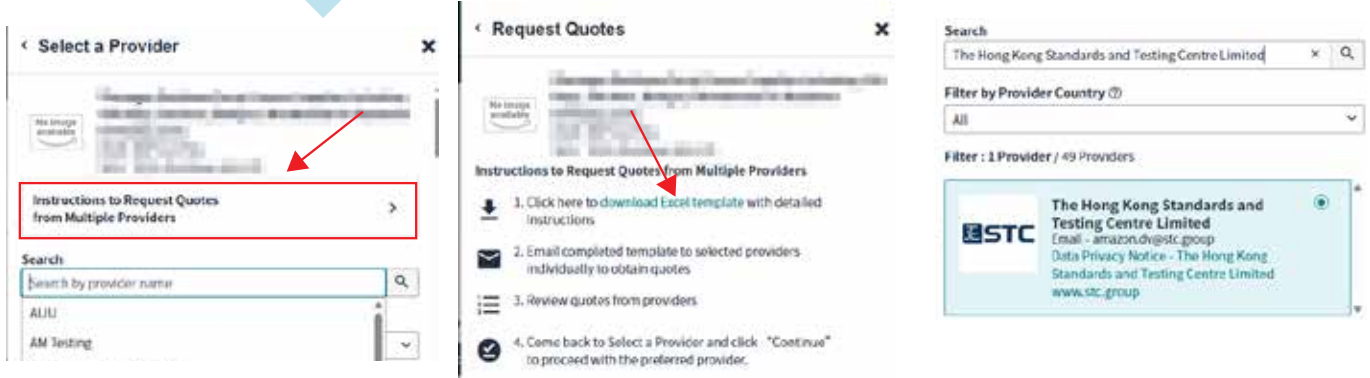 Select a Provider
No image
available
Instructions to Request Quotes
from Multiple Providers
Search
Search by provider name
AIJU
AM Testing
Request Quotes
No image
available
Instructions to Request Quotes from Multiple Providers
1. Click here to download Excel template with detailed
instructions
2. Email completed template to selected providers
individually to obtain quotes
3. Review quotes from providers
4. Come back to Select a Provider and click "Continue"
to proceed with the preferred provider.
Search
The Hong Kong Standards and Testing Centre Limited
Filter by Provider Country
All
Filter : 1 Provider / 49 Providers
STC
The Hong Kong Standards and
Testing Centre Limited
Email - amazon.dv@stc.group
Data Privacy Notice - The Hong Kong
Standards and Testing Centre Limited
www.stc.group